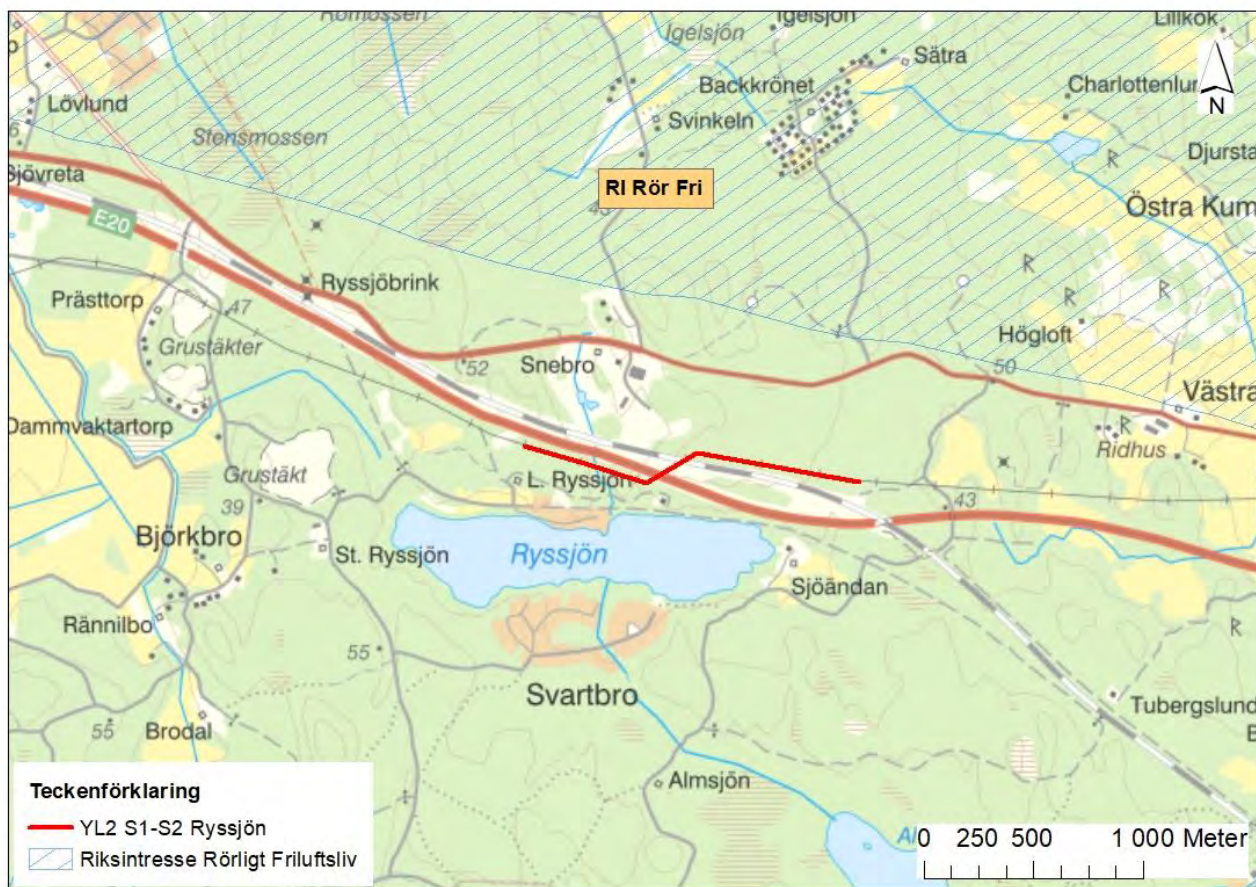 Romossen
Igelsjön
Igelsjön
Lillkök
Sätra
Backkrönet
Charlottenlun
N
Lövlund
Svinkeln
Stensmossen
Djursta
Sjövreta
RI Rör Fri
43
Östra Kum
E20
Ryssjöbrink
Prästtorp
47
Högloft
Grustäkter
52
Snebro
50
Västra
Dammvaktartorp
Ridhus
Grustäkt
L. Ryssjön
39
43
Björkbro
St. Ryssjön
Ryssjön
Sjöändan
Rännilbo
55
Svartbro
Tubergslund
55
Brodal
Almsjön
Teckenförklaring
YL2 S1-S2 Ryssjön
Riksintresse Rörligt Friluftsliv
0 250 500 1 000 Meter